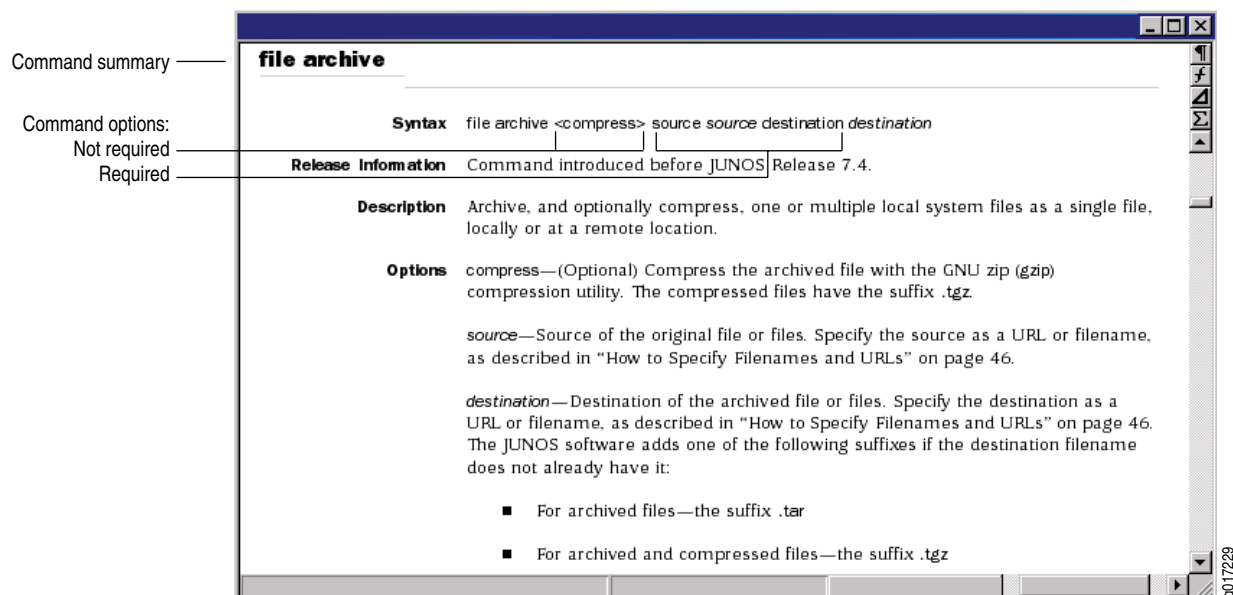 Command summary
file archive
Command options:
Not required
Required
Syntax file archive <compress> source source destination destination
Release Information Command introduced before JUNOS Release 7.4.
Description Archive, and optionally compress, one or multiple local system files as a single file,
locally or at a remote location.
Options compress—(Optional) Compress the archived file with the GNU zip (gzip)
compression utility. The compressed files have the suffix .tgz.
source—Source of the original file or files. Specify the source as a URL or filename,
as described in “How to Specify Filenames and URLs” on page 46.
destination—Destination of the archived file or files. Specify the destination as a
URL or filename, as described in “How to Specify Filenames and URLs” on page 46.
The JUNOS software adds one of the following suffixes if the destination filename
does not already have it:
■ For archived files—the suffix .tar
■ For archived and compressed files—the suffix .tgz
g017229